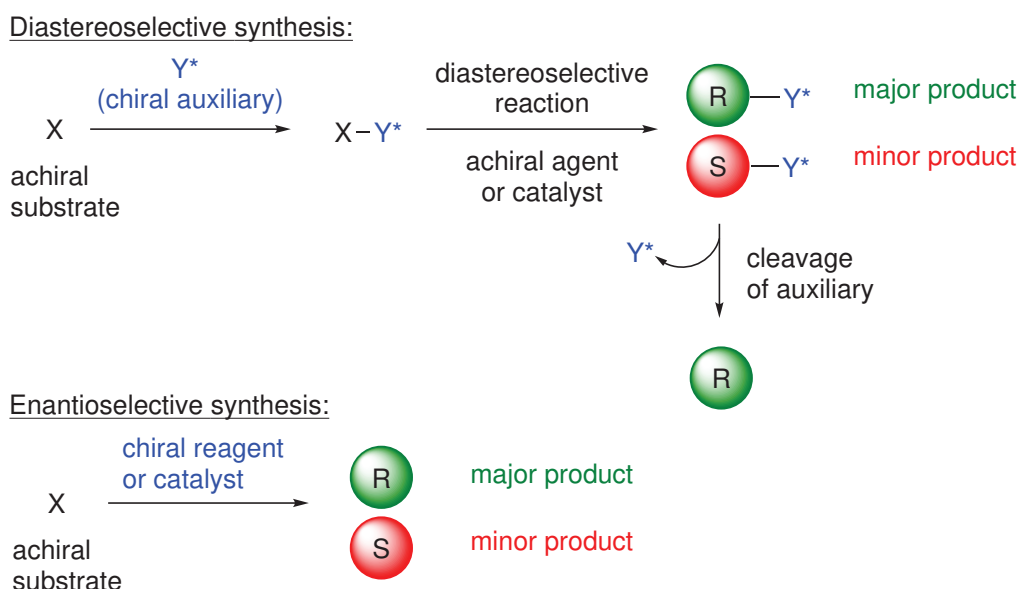 Diastereoselective synthesis:
Y*
(chiral auxiliary)
X
achiral
substrate
X–Y*
diastereoselective
reaction
achiral agent
or catalyst
R–Y*
major product
S–Y*
minor product
Y*
cleavage
of auxiliary
R
Enantioselective synthesis:
chiral reagent
or catalyst
X
achiral
substrate
R
major product
S
minor product